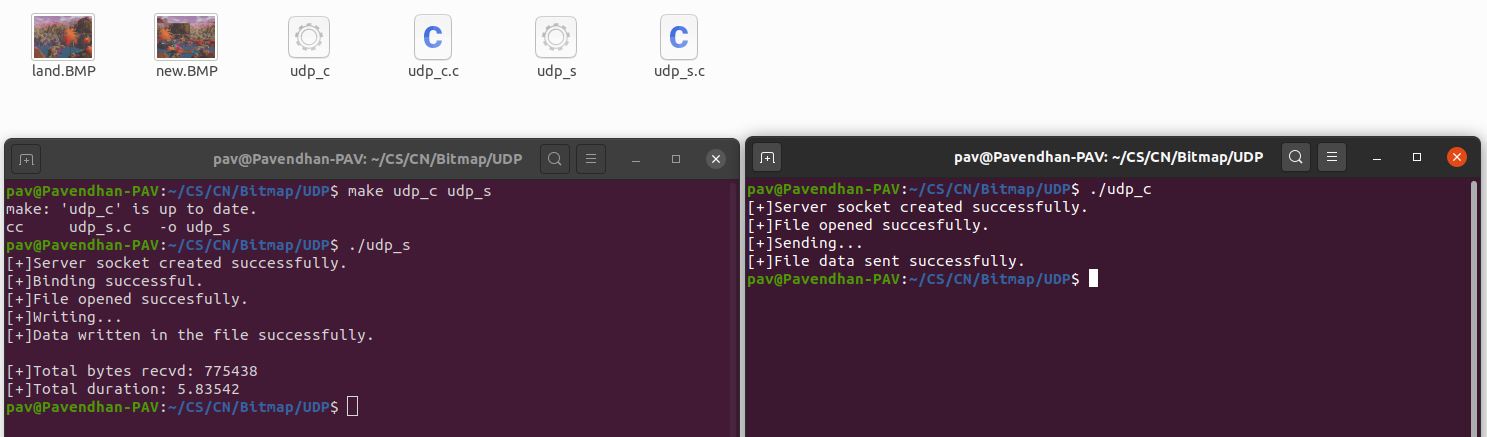 land.BMP
new.BMP
udp_c
udp_c.c
udp_s
udp_s.c
pav@Pavendhan-PAV: ~/CS/CN/Bitmap/UDP
pav@Pavendhan-PAV:~/CS/CN/Bitmap/UDP$ make udp_c udp_s
make: 'udp_c' is up to date.
cc     udp_s.c   -o udp_s
pav@Pavendhan-PAV:~/CS/CN/Bitmap/UDP$ ./udp_s
[+]Server socket created successfully.
[+]Binding successful.
[+]File opened succesfully.
[+]Writing...
[+]Data written in the file successfully.
[+]Total bytes recvd: 775438
[+]Total duration: 5.83542
pav@Pavendhan-PAV:~/CS/CN/Bitmap/UDP$
pav@Pavendhan-PAV: ~/CS/CN/Bitmap/UDP
pav@Pavendhan-PAV:~/CS/CN/Bitmap/UDP$ ./udp_c
[+]Server socket created successfully.
[+]File opened succesfully.
[+]Sending...
[+]File data sent successfully.
pav@Pavendhan-PAV:~/CS/CN/Bitmap/UDP$